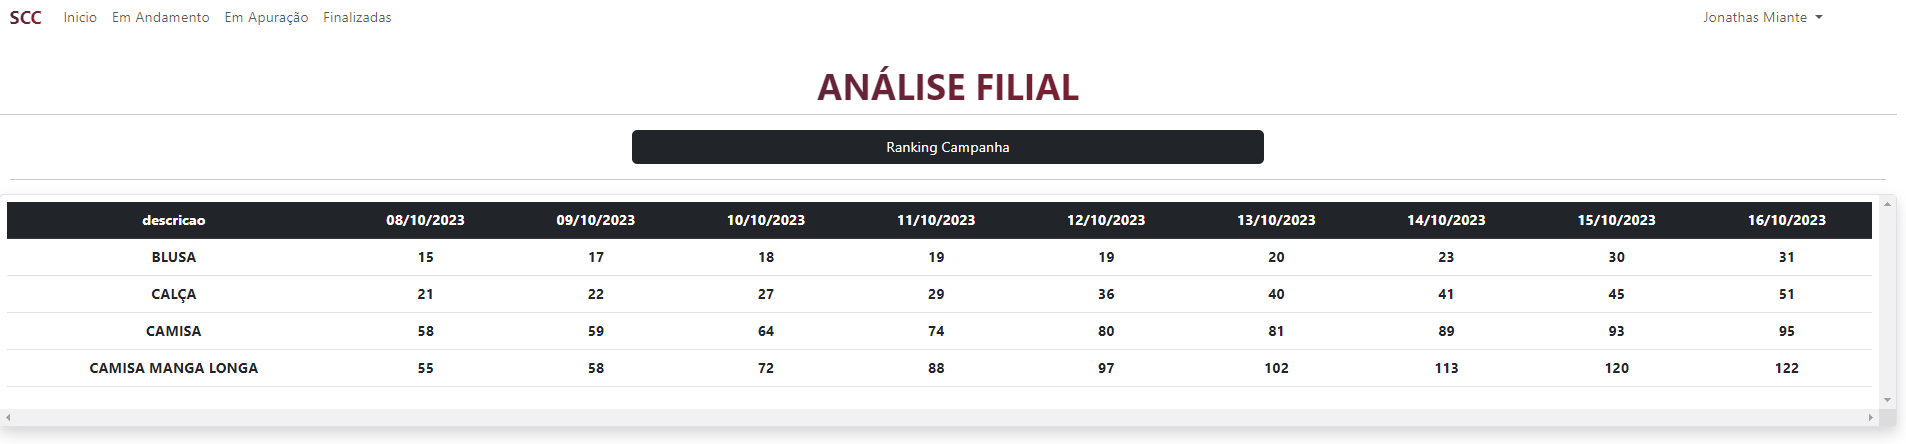 SCC Inicio Em Andamento Em Apuração Finalizadas Jonathas Miante
ANÁLISE FILIAL
Ranking Campanha
descricao 08/10/2023 09/10/2023 10/10/2023 11/10/2023 12/10/2023 13/10/2023 14/10/2023 15/10/2023 16/10/2023
BLUSA 15 17 18 19 19 20 23 30 31
CALÇA 21 22 27 29 36 40 41 45 51
CAMISA 58 59 64 74 80 81 89 93 95
CAMISA MANGA LONGA 55 58 72 88 97 102 113 120 122